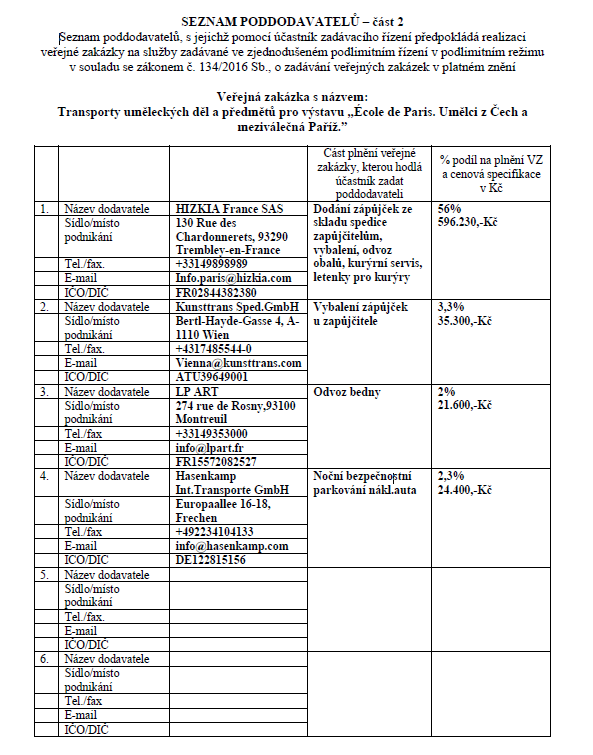 SEZNAM PODDODAVATELŮ – část 2
Seznam poddodavatelů, s jejichž pomocí účastník zadávacího řízení předpokládá realizaci
veřejné zakázky na služby zadávané ve zjednodušeném podlimitním řízení v podlimitním režimu
v souladu se zákonem č. 134/2016 Sb., o zadávání veřejných zakázek v platném znění
Veřejná zakázka s názvem:
Transporty uměleckých děl a předmětů pro výstavu „École de Paris. Umělci z Čech a
meziválečná Paříž.”
Část plnění veřejné
zakázky, kterou hodlá
účastník zadat
poddodavateli
% podíl na plnění VZ
a cenová specifikace
v Kč
1. Název dodavatele HIZKIA France SAS
Sídlo/místo
podnikání
130 Rue des
Chardonnerets, 93290
Trembley-en-France
Tel./fax. +33149898989
E-mail Info.paris@hizkia.com
IČO/DIČ FR02844382380
Dodání zápůjček ze
skladu spedice
zapůjčitelům,
vybalení, odvoz
obalů, kurýrní servis,
letenky pro kurýry
56%
596.230,-Kč
2. Název dodavatele Kunsttrans Sped.GmbH
Sídlo/místo
podnikání
Bertl-Hayde-Gasse 4, A-
1110 Wien
Tel./fax. +4317485544-0
E-mail Vienna@kunsttrans.com
IČO/DIČ ATU39649001
Vybalení zápůjček
u zapůjčitele
3,3%
35.300,-Kč
3. Název dodavatele LP ART
Sídlo/místo
podnikání
274 rue de Rosny,93100
Montreuil
Tel./fax +33149353000
E-mail info@lpart.fr
IČO/DIČ FR15572082527
Odvoz bedny
2%
21.600,-Kč
4. Název dodavatele Hasenkamp
Int.Transporte GmbH
Sídlo/místo
podnikání
Europaallee 16-18,
Frechen
Tel./fax +492234104133
E-mail info@hasenkamp.com
IČO/DIČ DE122815156
Noční bezpečnostní
parkování nákl.auta
2,3%
24.400,-Kč
5. Název dodavatele
Sídlo/místo
podnikání
Tel./fax.
E-mail
IČO/DIČ
6. Název dodavatele
Sídlo/místo
podnikání
Tel./fax
E-mail
IČO/DIČ